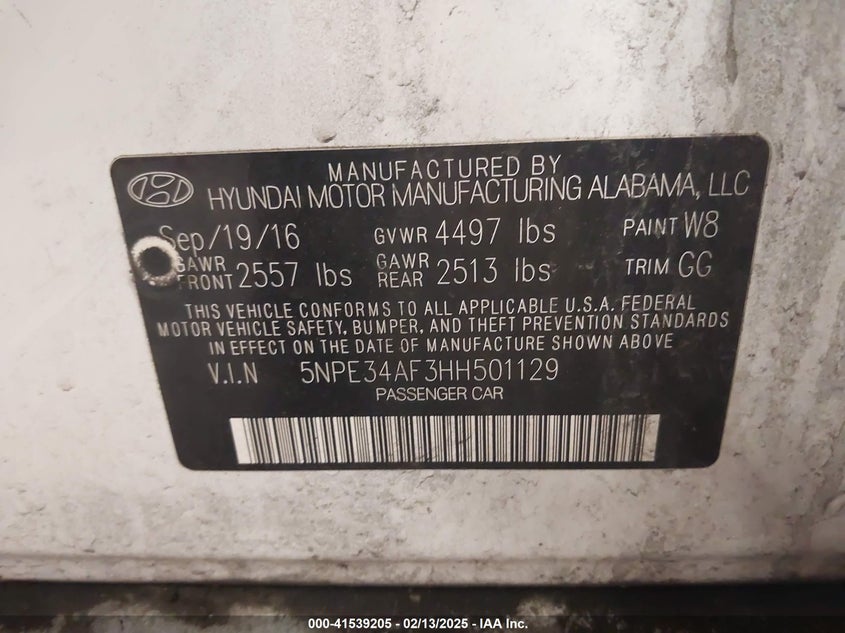 MANUFACTURED BY
HYUNDAI MOTOR MANUFACTURING ALABAMA, LLC
Sep/19/16 GVWR 4497 lbs PAINT W8
GAWR FRONT 2557 lbs GAWR REAR 2513 lbs TRIM GG
THIS VEHICLE CONFORMS TO ALL APPLICABLE U.S.A. FEDERAL
MOTOR VEHICLE SAFETY, BUMPER, AND THEFT PREVENTION STANDARDS
IN EFFECT ON THE DATE OF MANUFACTURE SHOWN ABOVE
V.I.N 5NPE34AF3HH501129
PASSENGER CAR
000-41539205 - 02/13/2025 - IAA Inc.